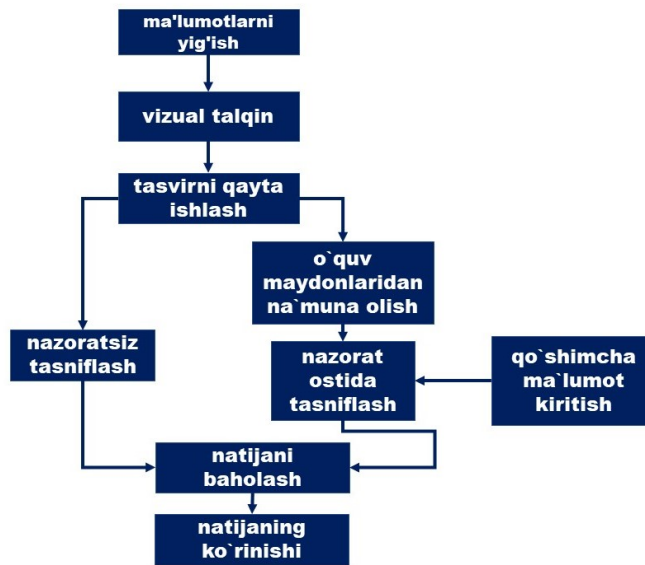 ma'lumotlarni
yig'ish
vizual talqin
tasvirni qayta
ishlash
o`quv
maydonlaridan
na`muna olish
nazoratsiz
tasniflash
nazorat
ostida
tasniflash
qo`shimcha
ma`lumot
kiritish
natijani
baholash
natijaning
ko`rinishi